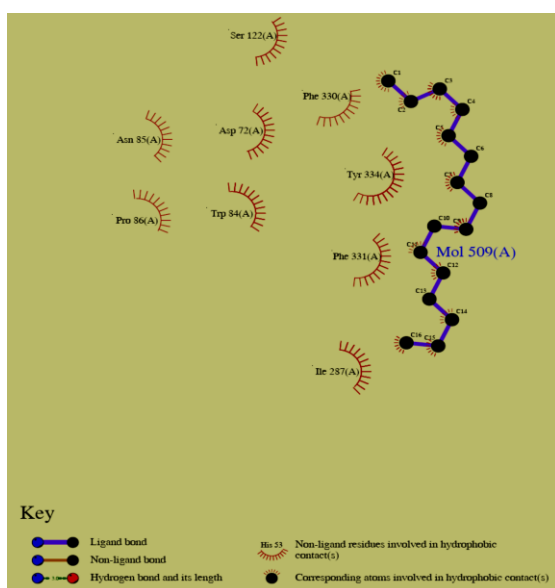 Ser 122(A)
C1
C3
Phe 330(A)
C2
C4
Asn 85(A)
Asp 72(A)
C5
C6
Tyr 334(A)
C8
Pro 86(A)
Trp 84(A)
C10
C9
Phe 331(A)
Mol 509(A)
C12
C13
C14
C16
C15
Ile 287(A)
Key
Ligand bond
Non-ligand bond
Hydrogen bond and its length
His 53
Non-ligand residues involved in hydrophobic
contact(s)
Corresponding atoms involved in hydrophobic contact(s)